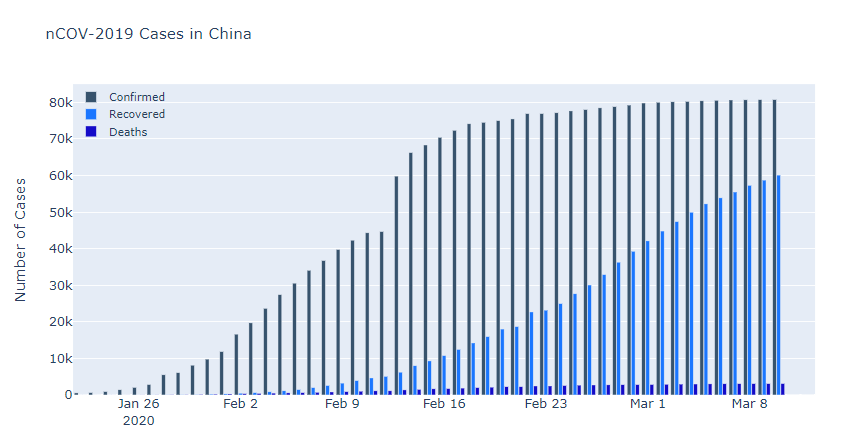 nCOV-2019 Cases in China
Confirmed
Recovered
Deaths
Number of Cases
80k
70k
60k
50k
40k
30k
20k
10k
0
Jan 26
2020
Feb 2
Feb 9
Feb 16
Feb 23
Mar 1
Mar 8